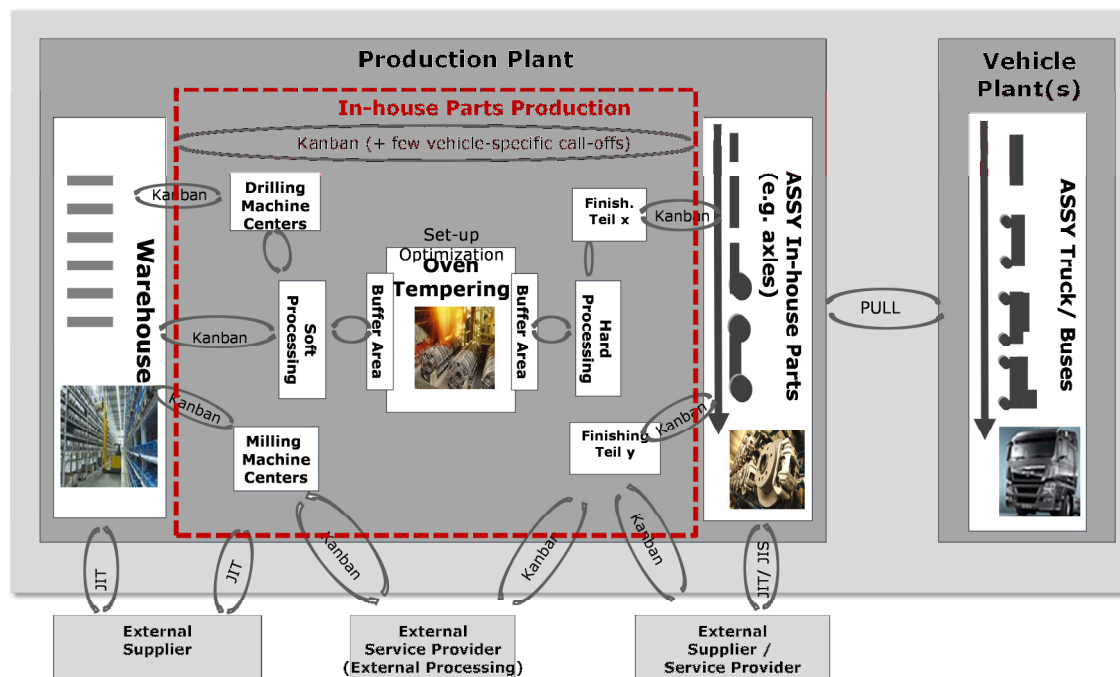 Production Plant
Vehicle
Plant(s)
In-house Parts Production
Kanban (+ few vehicle-specific call-offs)
Warehouse
Kanban
Drilling
Machine
Centers
Kanban
Soft
Processing
Kanban
Milling
Machine
Centers
Set-up
Optimization
Buffer Area
Oven
Tempering
Buffer Area
Finish.
Teil x
Kanban
Hard
Processing
Finishing
Teil y
Kanban
ASSY In-house Parts
(e.g. axles)
PULL
ASSY Truck/ Buses
JIT
JIT
Kanban
Kanban
Kanban
JIT / JIS
External
Supplier
External
Service Provider
(External Processing)
External
Supplier /
Service Provider